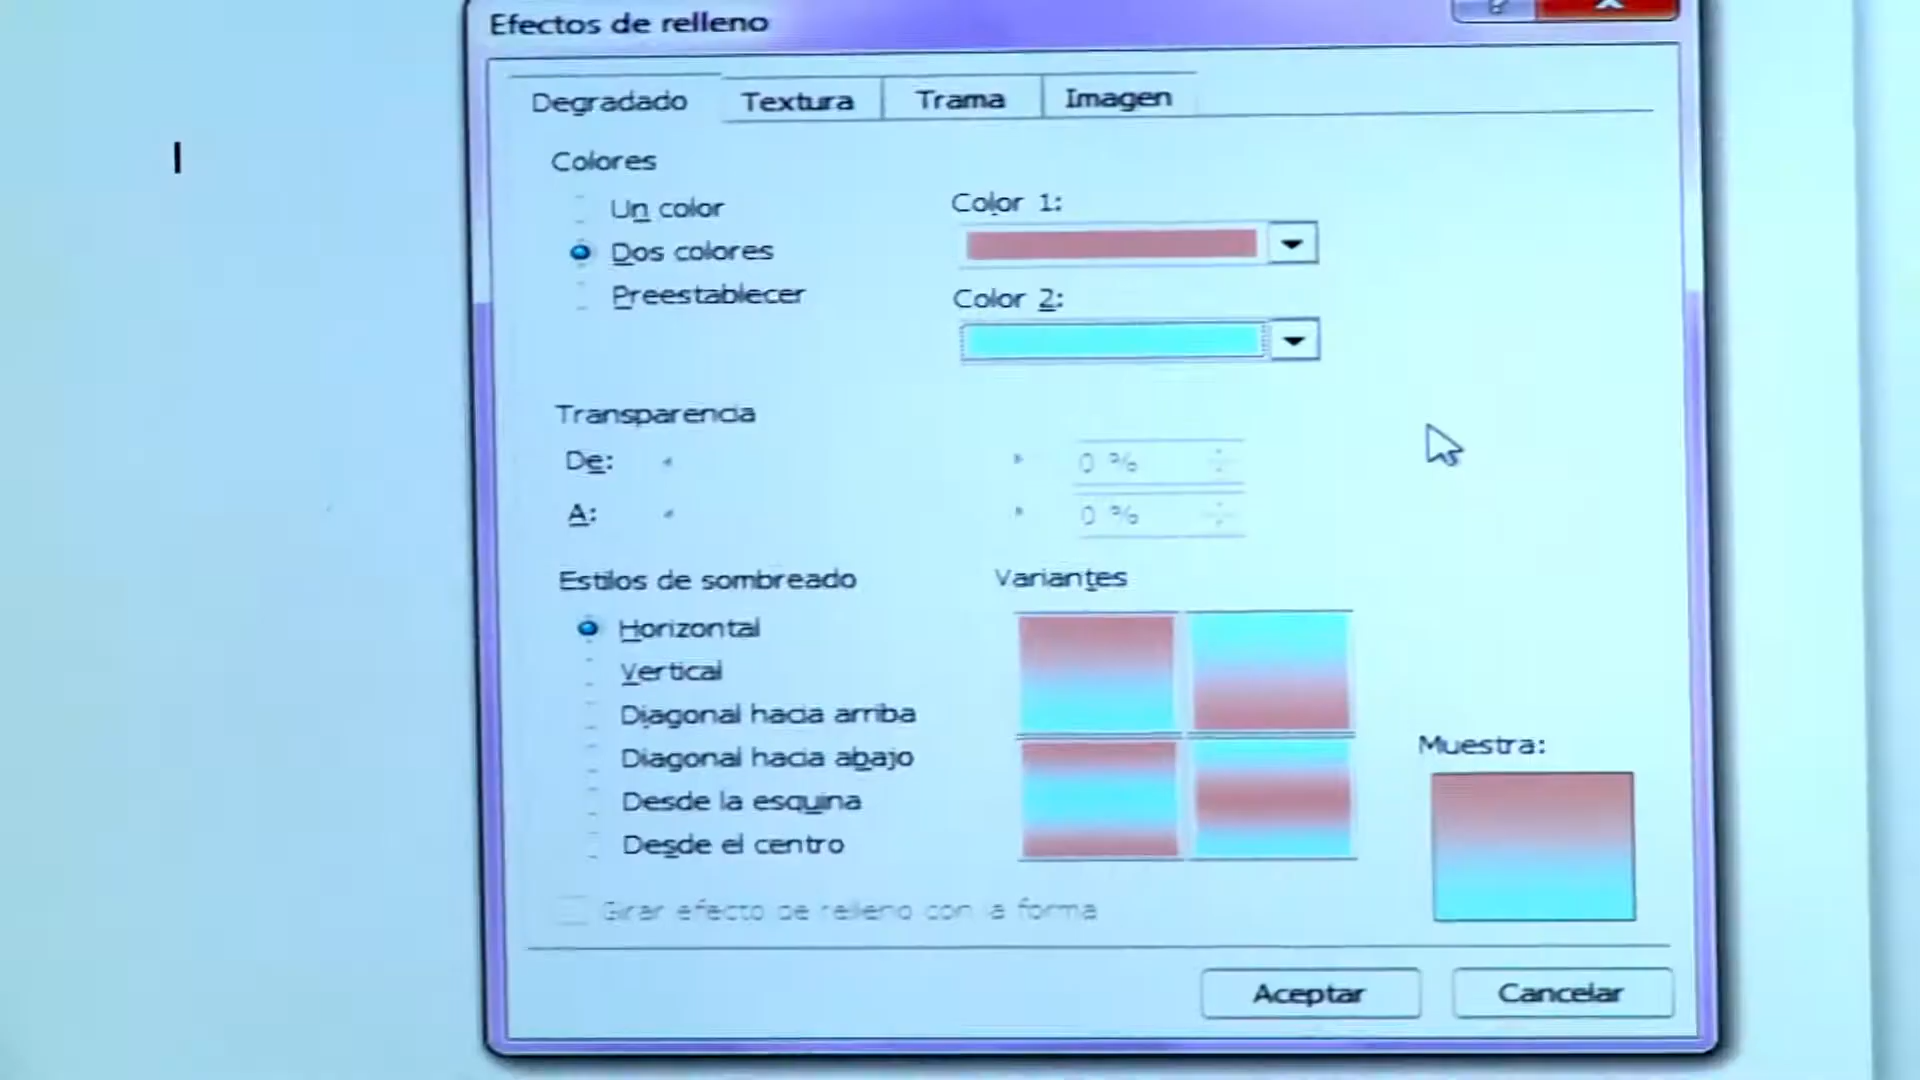 Efectos de relleno
Degradado Textura Trama Imagen
Colores
Un color
Dos colores
Preestablecer
Color 1:
Color 2:
Transparencia
De: 0 %
A: 0 %
Estilos de sombreado
Horizontal
Vertical
Diagonal hacia arriba
Diagonal hacia abajo
Desde la esquina
Desde el centro
Variantes
Muestra:
Girar efecto de relleno con la forma
Aceptar Cancelar